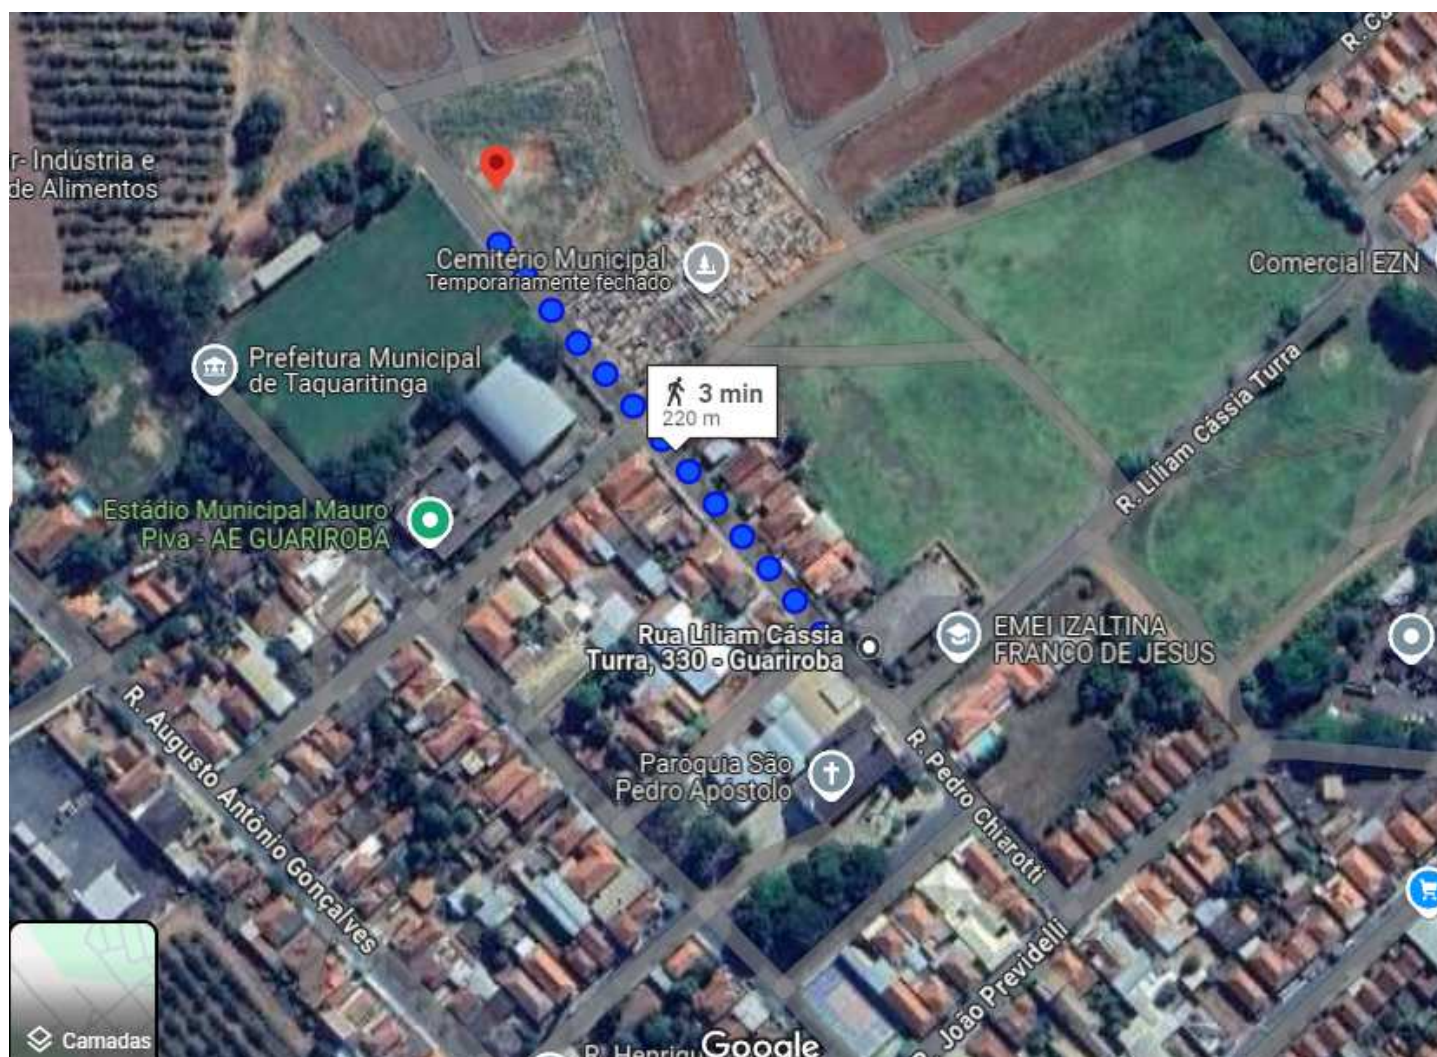 r- Indústria e
de Alimentos
Cemitério Municipal
Temporariamente fechado
Comercial EZN
Prefeitura Municipal
de Taquaritinga
3 min
220 m
R. Liliam Cássia Turra
Estádio Municipal Mauro
Piva - AE GUARIROBA
Rua Liliam Cássia
Turra, 330 - Guariroba
EMEI IZALTINA
FRANCO DE JESUS
R. Augusto Antônio Gonçalves
Paróquia São
Pedro Apóstolo
R. Pedro Chiarotti
R. João Previdelli
Camadas
Google